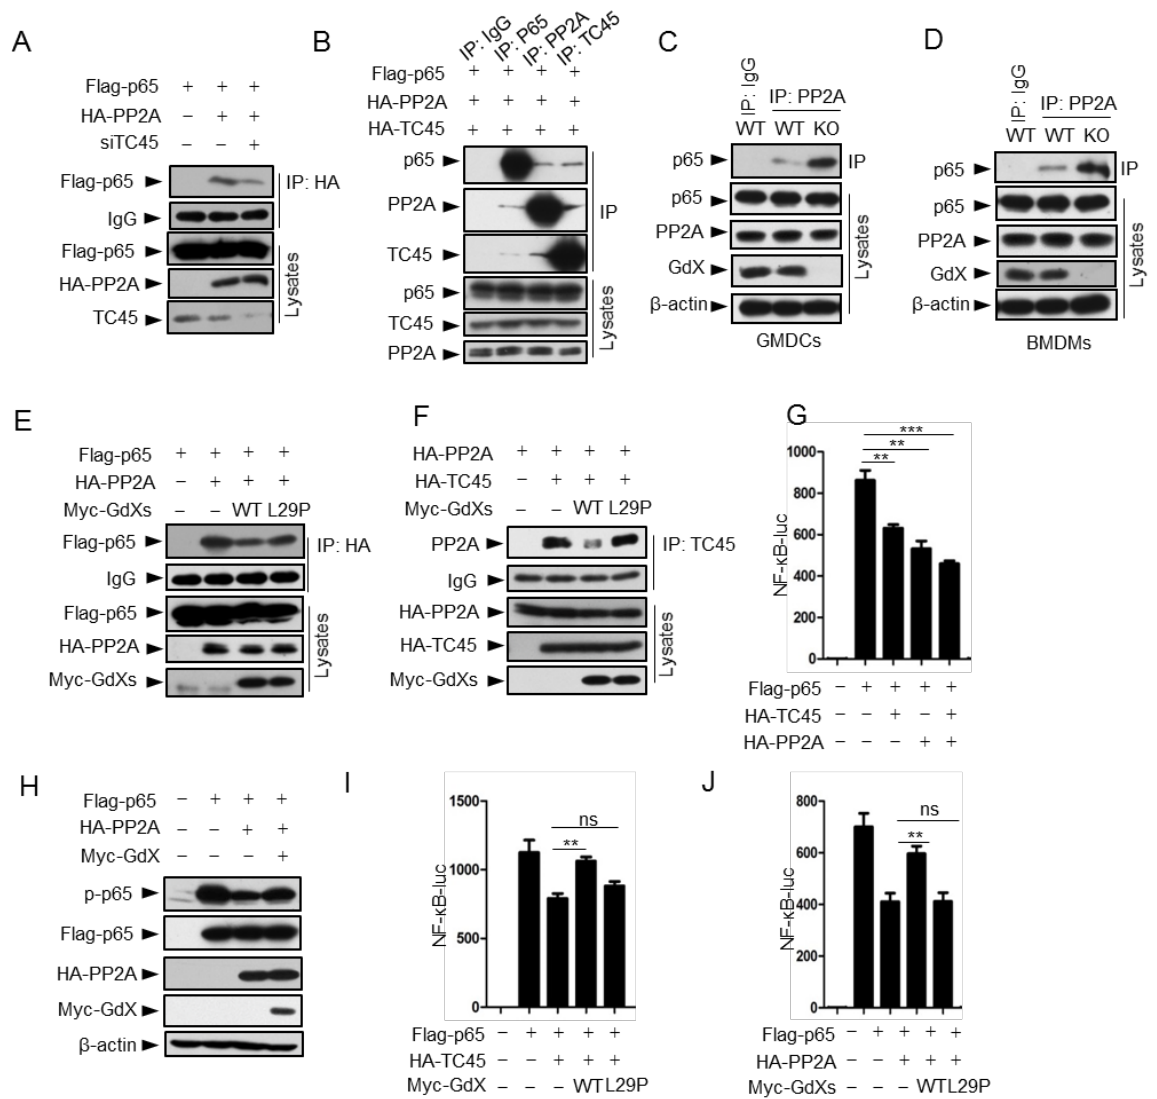 A
Flag-p65 + + +
HA-PP2A – + +
siTC45 – – +
Flag-p65 IP: HA
IgG
Flag-p65
HA-PP2A
TC45
Lysates
B
IP: IgG
IP: P65
IP: PP2A
IP: TC45
Flag-p65 + + + +
HA-PP2A + + + +
HA-TC45 + + + +
p65
PP2A IP
TC45
p65
TC45
PP2A
Lysates
C
IP: IgG
IP: PP2A
WT WT KO
p65 IP
p65
PP2A
GdX
β-actin
Lysates
GMDCs
D
IP: IgG
IP: PP2A
WT WT KO
p65 IP
p65
PP2A
GdX
β-actin
Lysates
BMDMs
E
Flag-p65 + + + +
HA-PP2A – + + +
Myc-GdXs – – WT L29P
Flag-p65 IP: HA
IgG
Flag-p65
HA-PP2A
Myc-GdXs
Lysates
F
HA-PP2A + + + +
HA-TC45 – + + +
Myc-GdXs – – WT L29P
PP2A IP: TC45
IgG
HA-PP2A
HA-TC45
Myc-GdXs
Lysates
G
NF-κB-luc
1000
800
600
400
200
0
***
**
**
Flag-p65 – + + + +
HA-TC45 + +
HA-PP2A + +
H
Flag-p65 – + + +
HA-PP2A – – + +
Myc-GdX – – – +
p-p65
Flag-p65
HA-PP2A
Myc-GdX
β-actin
I
NF-κB-luc
1500
1000
500
0
ns
**
Flag-p65 – + + + +
HA-TC45 – – + + +
Myc-GdX – – – WT L29P
J
NF-κB-luc
800
600
400
200
0
ns
**
Flag-p65 – + + + +
HA-PP2A – – + + +
Myc-GdXs – – – WT L29P